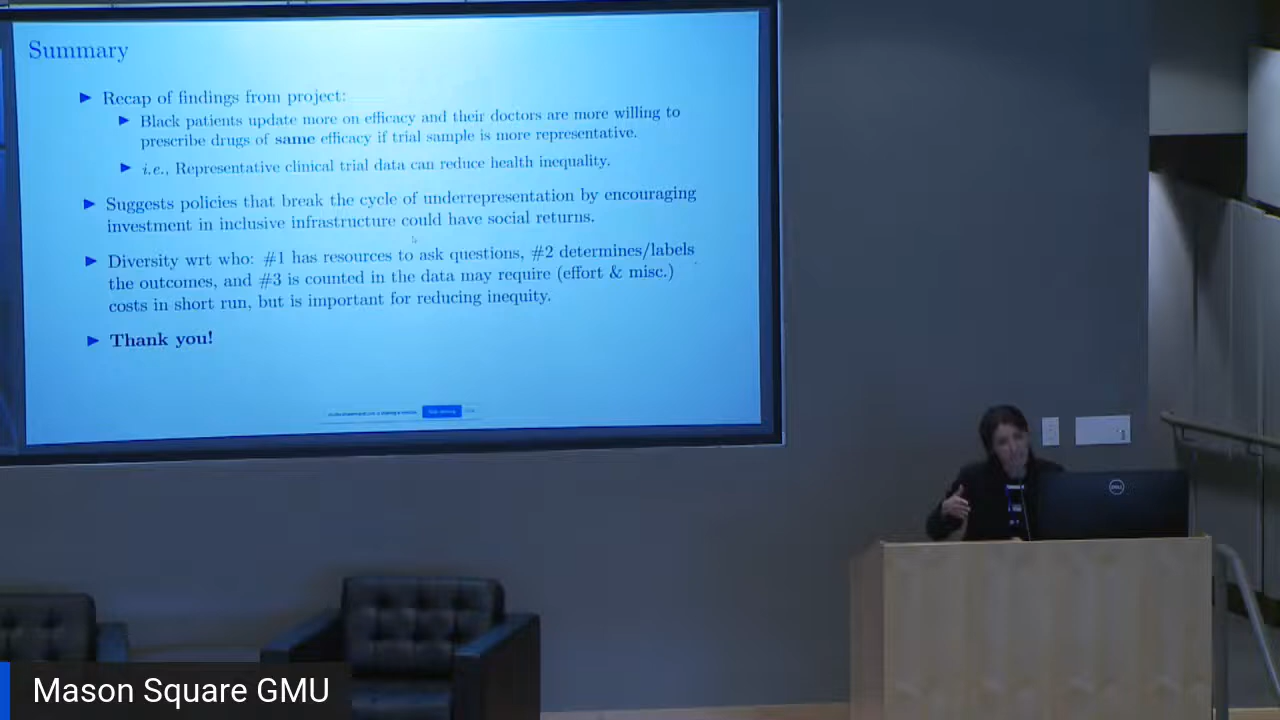 Summary
Recap of findings from project:
Black patients update more on efficacy and their doctors are more willing to
prescribe drugs of same efficacy if trial sample is more representative.
i.e., Representative clinical trial data can reduce health inequality.
Suggests policies that break the cycle of underrepresentation by encouraging
investment in inclusive infrastructure could have social returns.
Diversity wrt who: #1 has resources to ask questions, #2 determines/labels
the outcomes, and #3 is counted in the data may require (effort & misc.)
costs in short run, but is important for reducing inequity.
Thank you!
DELL
Mason Square GMU